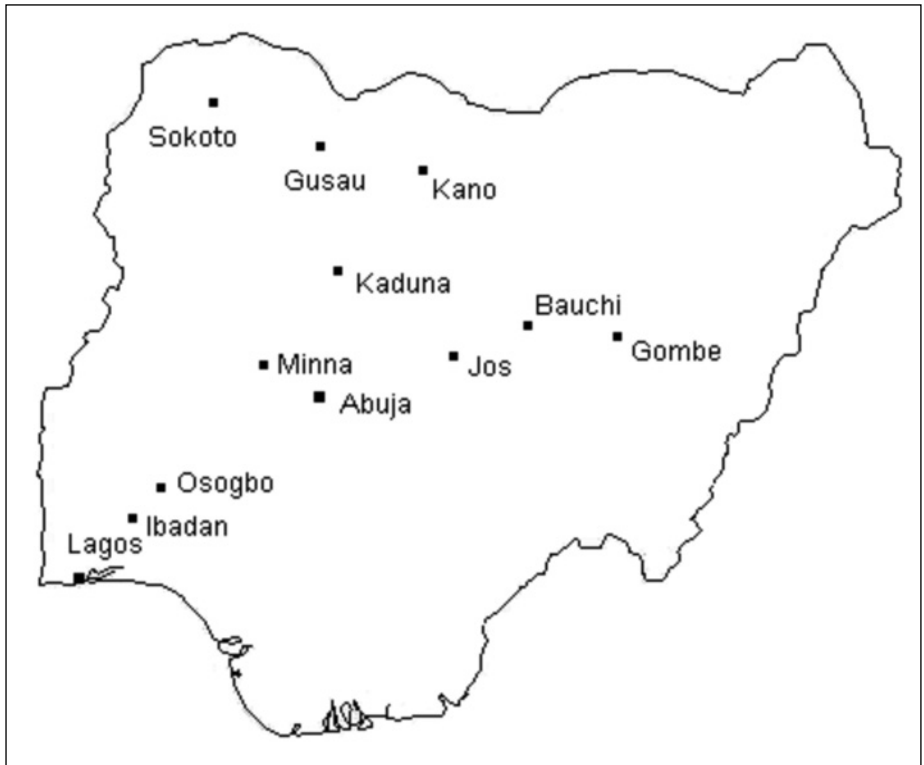 Sokoto
Gusau
Kano
Kaduna
Bauchi
Gombe
Jos
Minna
Abuja
Osogbo
Ibadan
Lagos